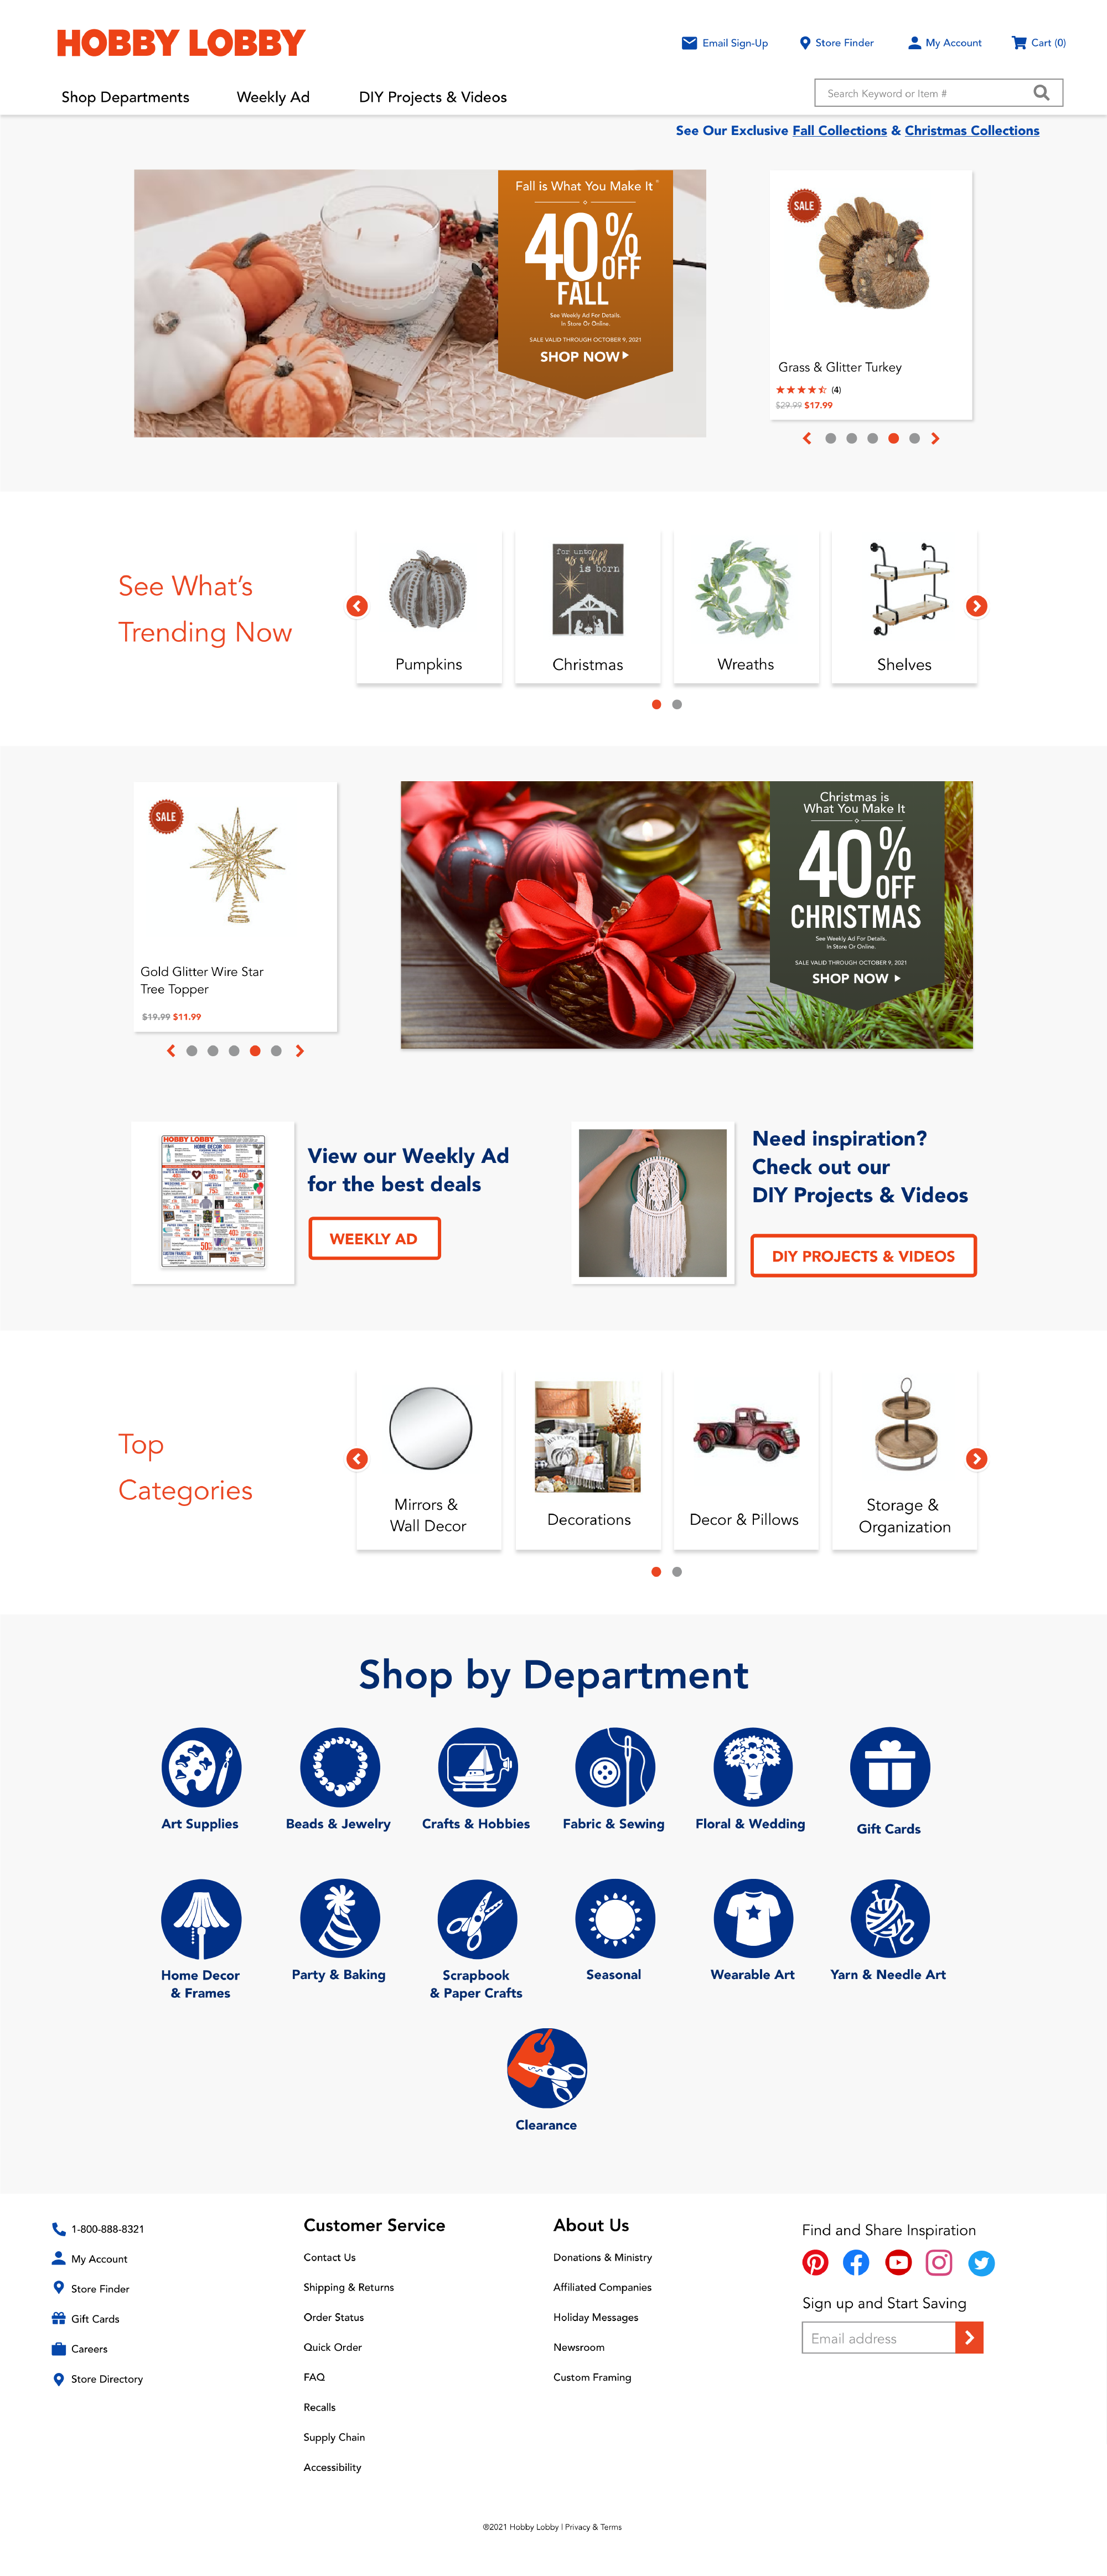 HOBBY LOBBY
Email Sign-Up
Store Finder
My Account
Cart (0)
Shop Departments
Weekly Ad
DIY Projects & Videos
Search Keyword or Item #
See Our Exclusive Fall Collections & Christmas Collections
Fall is What You Make It™
40% OFF
FALL
See Weekly Ad For Details.
In Store Or Online.
SALE VALID THROUGH OCTOBER 9, 2021
SHOP NOW
SALE
Grass & Glitter Turkey
(4)
$29.99 $17.99
See What's
Trending Now
for unto
us a child
is born
Pumpkins
Christmas
Wreaths
Shelves
SALE
Gold Glitter Wire Star
Tree Topper
$19.99 $11.99
Christmas is
What You Make It
40% OFF
CHRISTMAS
See Weekly Ad For Details.
In Store Or Online.
SALE VALID THROUGH OCTOBER 9, 2021
SHOP NOW
HOBBY LOBBY
HOME DECOR
View our Weekly Ad
for the best deals
WEEKLY AD
Need inspiration?
Check out our
DIY Projects & Videos
DIY PROJECTS & VIDEOS
Top
Categories
Mirrors &
Wall Decor
Decorations
Decor & Pillows
Storage &
Organization
Shop by Department
Art Supplies
Beads & Jewelry
Crafts & Hobbies
Fabric & Sewing
Floral & Wedding
Gift Cards
Home Decor
& Frames
Party & Baking
Scrapbook
& Paper Crafts
Seasonal
Wearable Art
Yarn & Needle Art
Clearance
1-800-888-8321
My Account
Store Finder
Gift Cards
Careers
Store Directory
Customer Service
Contact Us
Shipping & Returns
Order Status
Quick Order
FAQ
Recalls
Supply Chain
Accessibility
About Us
Donations & Ministry
Affiliated Companies
Holiday Messages
Newsroom
Custom Framing
Find and Share Inspiration
Sign up and Start Saving
Email address
©2021 Hobby Lobby | Privacy & Terms